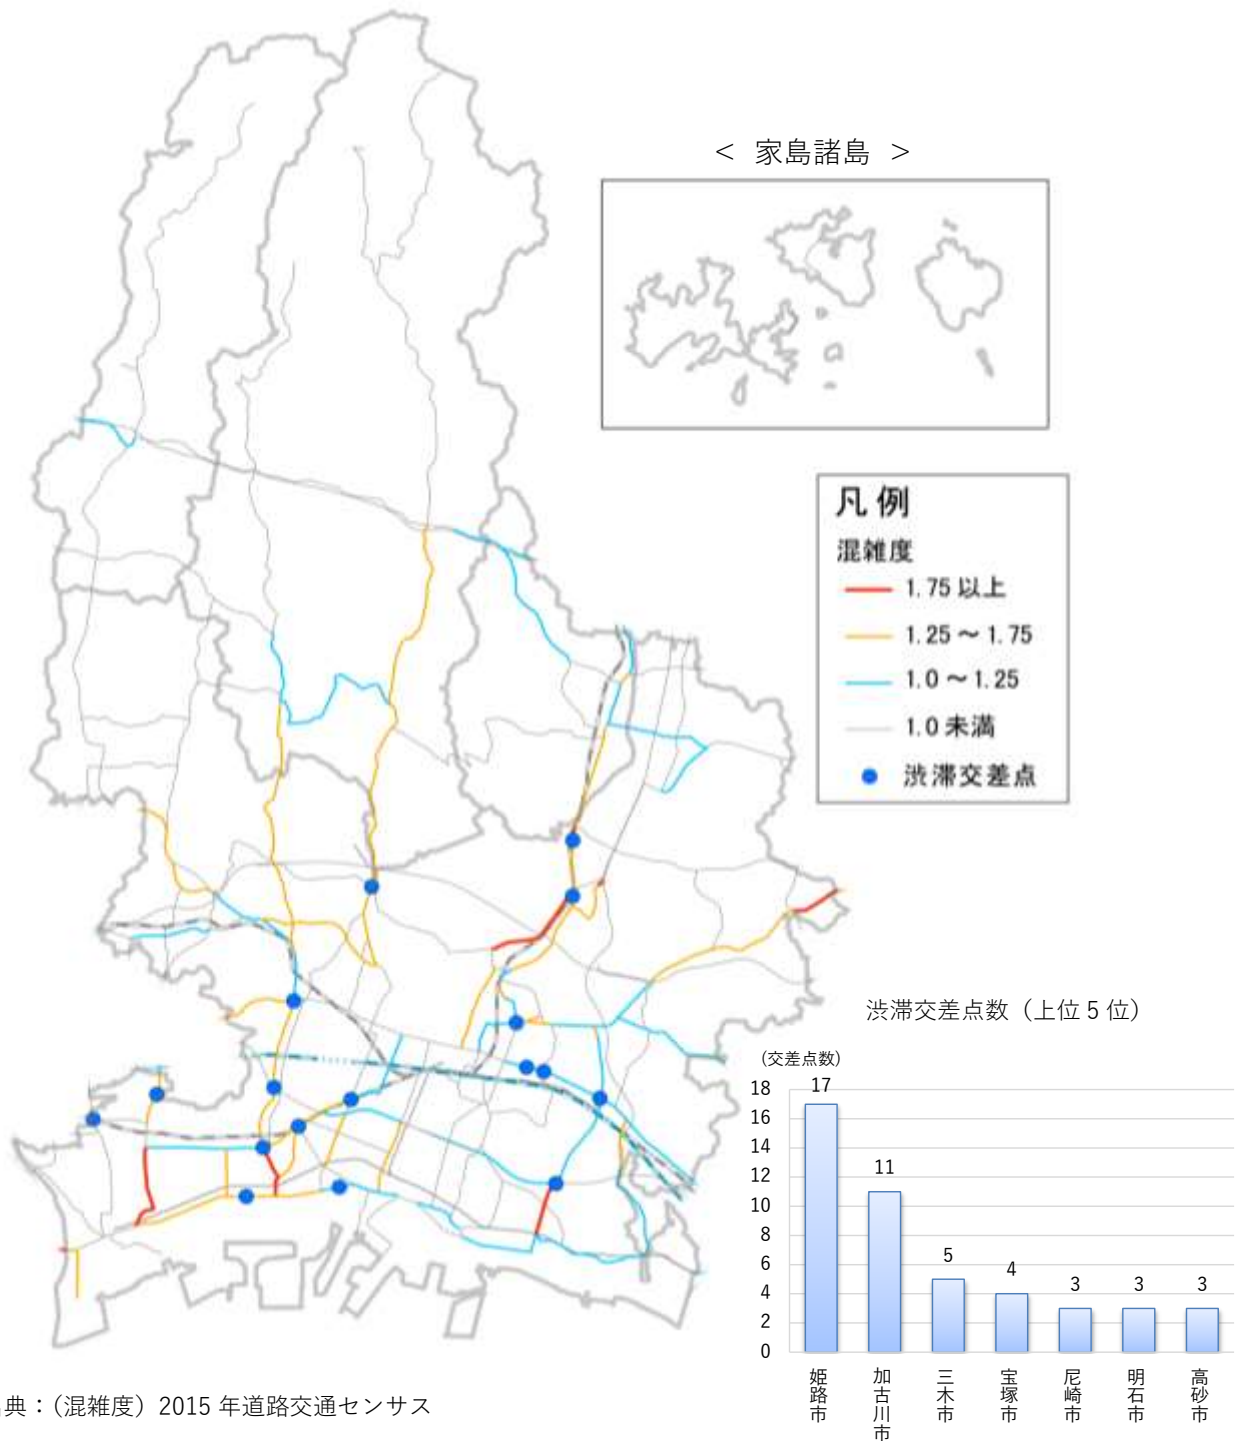 < 家島諸島 >
凡例
混雑度
1.75 以上
1.25～1.75
1.0～1.25
1.0 未満
渋滞交差点
渋滞交差点数（上位 5 位）
(交差点数)
18
16
14
12
10
8
6
4
2
0
17
11
5
4
3
3
3
姫路市
加古川市
三木市
宝塚市
尼崎市
明石市
高砂市
典：（混雑度）2015 年道路交通センサス